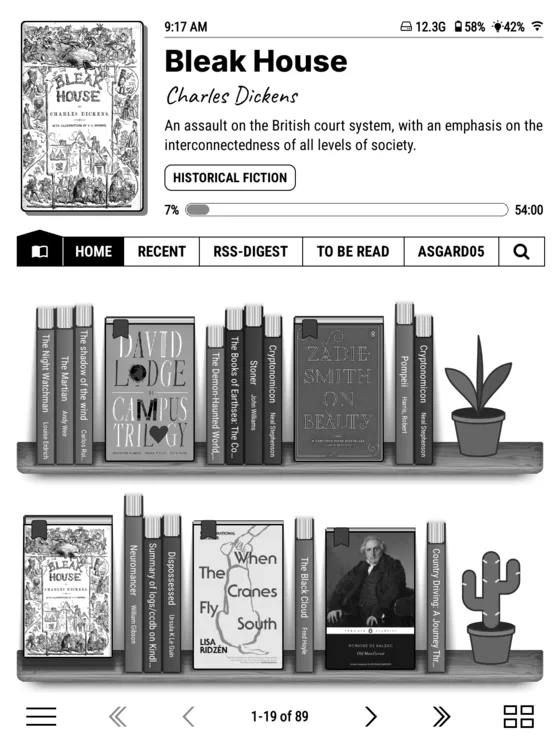 9:17 AM 12.3G 58% 42%
Bleak House
Charles Dickens
An assault on the British court system, with an emphasis on the
interconnectedness of all levels of society.
HISTORICAL FICTION
7% 54:00
HOME RECENT RSS-DIGEST TO BE READ ASGARD05
BLEAK
HOUSE
CHARLES DICKENS.
The Night Watchman Louise Erdrich
The Martian Andy Weir
The shadow of the wind Carlos Rui...
DAVID
LODGE
CAMPUS
TRILOGY
The Demon-Haunted World...
The Books of Earthsea: The Co...
Stoner John Williams
Cryptonomicon Neal Stephenson
ZADIE
SMITH
ON
BEAUTY
Pompeii Harris, Robert
Cryptonomicon Neal Stephenson
BLEAK
HOUSE
CHARLES DICKENS.
Neuromancer William Gibson
Summary of logs/ccdb on Kindl...
Dispossessed Ursula K Le Guin
When
The
Cranes
Fly
South
LISA
RIDZÉN
The Black Cloud Fred Hoyle
PENGUIN CLASSICS
HONORÉ DE BALZAC
Old Man Goriot
Country Driving: A Journey Thr...
1-19 of 89